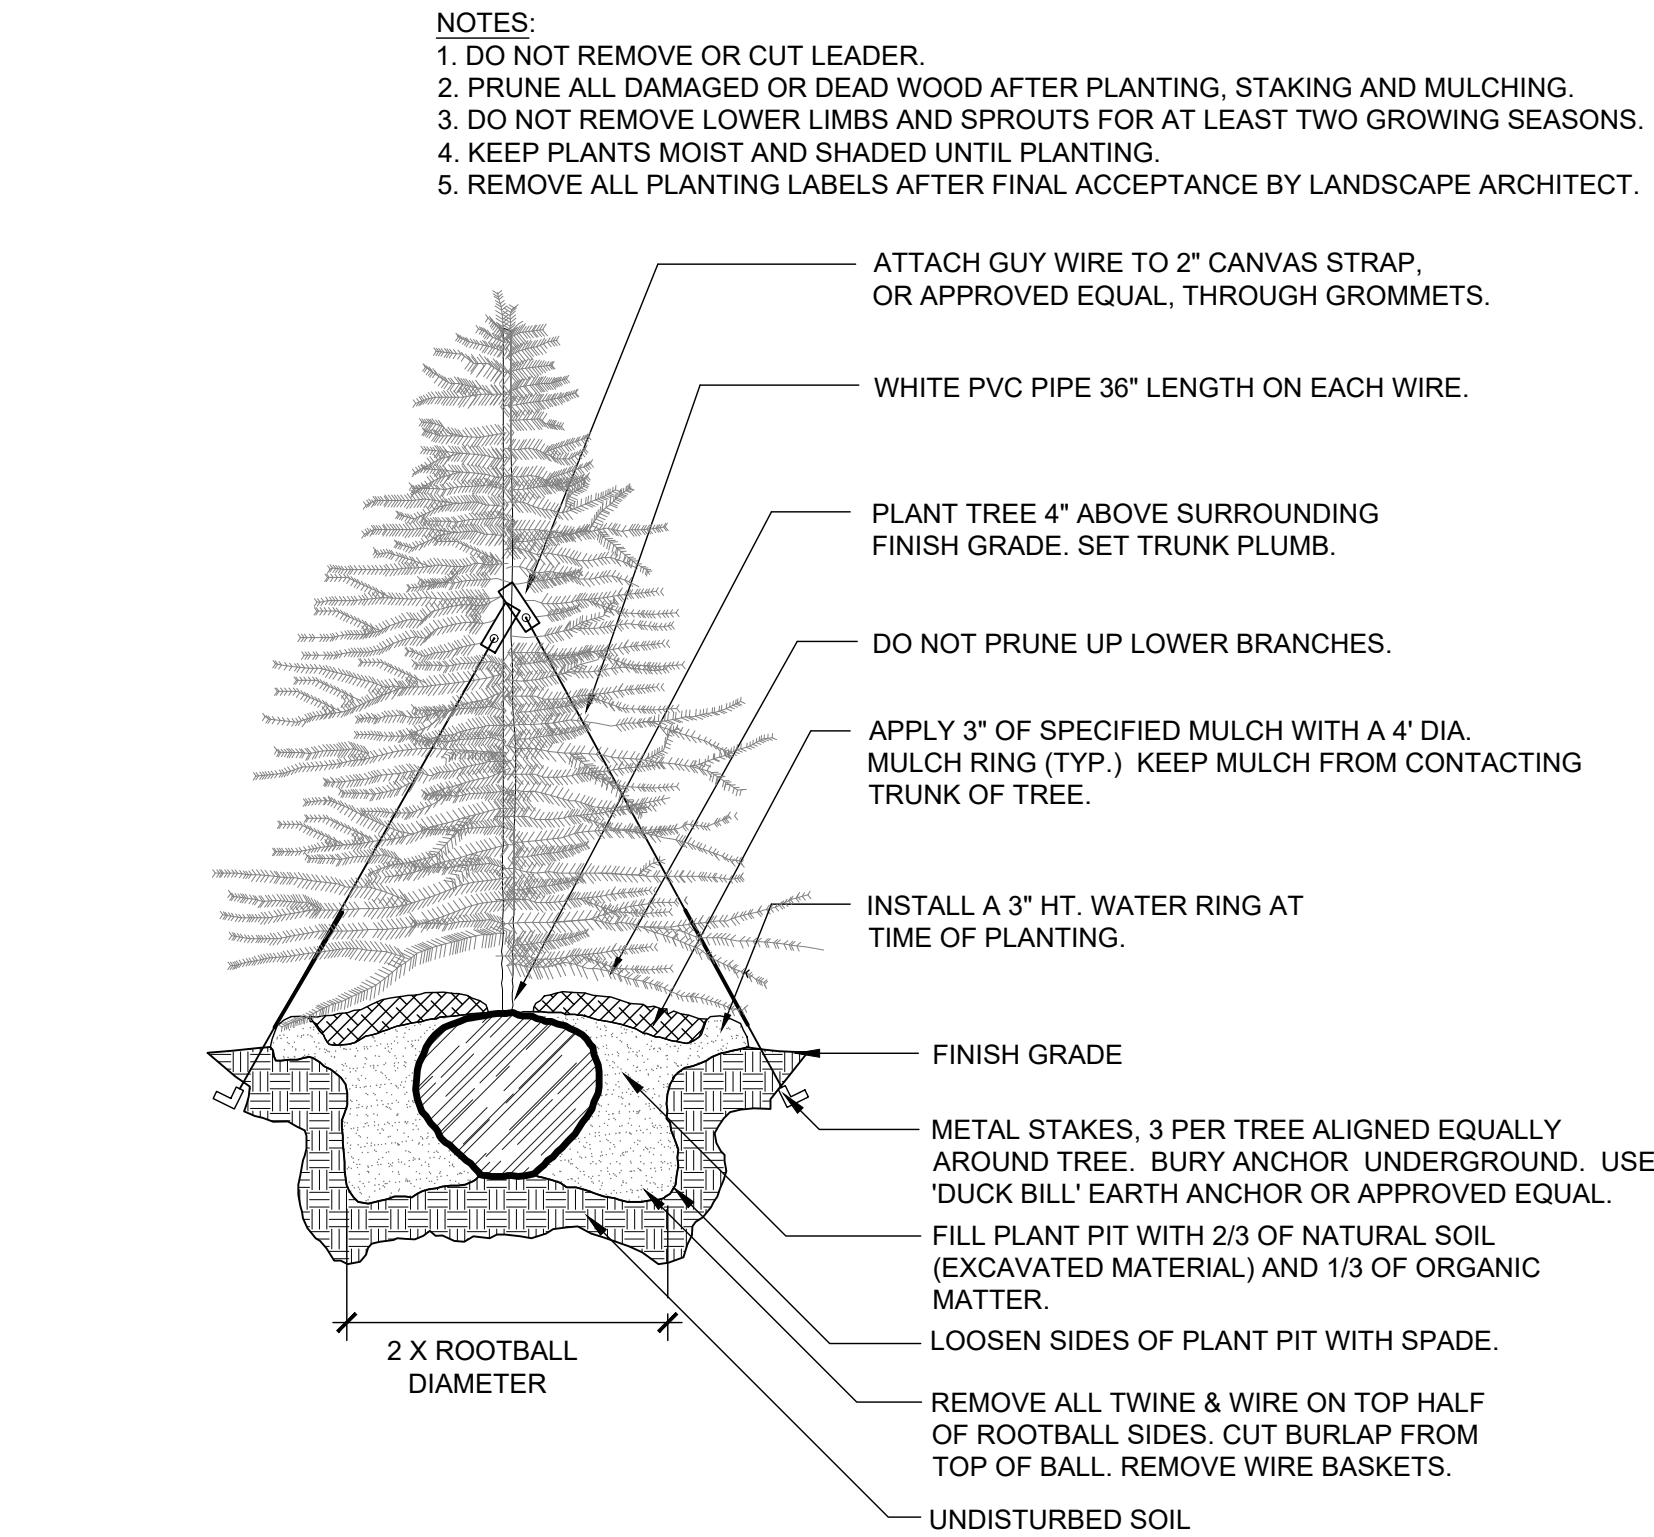 NOTES:
1. DO NOT REMOVE OR CUT LEADER.
2. PRUNE ALL DAMAGED OR DEAD WOOD AFTER PLANTING, STAKING AND MULCHING.
3. DO NOT REMOVE LOWER LIMBS AND SPROUTS FOR AT LEAST TWO GROWING SEASONS.
4. KEEP PLANTS MOIST AND SHADED UNTIL PLANTING.
5. REMOVE ALL PLANTING LABELS AFTER FINAL ACCEPTANCE BY LANDSCAPE ARCHITECT.
ATTACH GUY WIRE TO 2" CANVAS STRAP,
OR APPROVED EQUAL, THROUGH GROMMETS.
WHITE PVC PIPE 36" LENGTH ON EACH WIRE.
PLANT TREE 4" ABOVE SURROUNDING
FINISH GRADE. SET TRUNK PLUMB.
DO NOT PRUNE UP LOWER BRANCHES.
APPLY 3" OF SPECIFIED MULCH WITH A 4' DIA.
MULCH RING (TYP.) KEEP MULCH FROM CONTACTING
TRUNK OF TREE.
INSTALL A 3" HT. WATER RING AT
TIME OF PLANTING.
FINISH GRADE
METAL STAKES, 3 PER TREE ALIGNED EQUALLY
AROUND TREE. BURY ANCHOR UNDERGROUND. USE
'DUCK BILL' EARTH ANCHOR OR APPROVED EQUAL.
FILL PLANT PIT WITH 2/3 OF NATURAL SOIL
(EXCAVATED MATERIAL) AND 1/3 OF ORGANIC
MATTER.
LOOSEN SIDES OF PLANT PIT WITH SPADE.
2 X ROOTBALL
DIAMETER
REMOVE ALL TWINE & WIRE ON TOP HALF
OF ROOTBALL SIDES. CUT BURLAP FROM
TOP OF BALL. REMOVE WIRE BASKETS.
UNDISTURBED SOIL